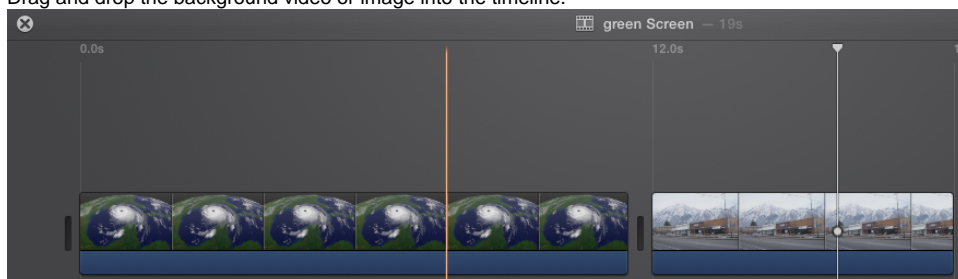 Drag and drop the background video or image into the timeline.
green Screen — 19s
0.0s 12.0s